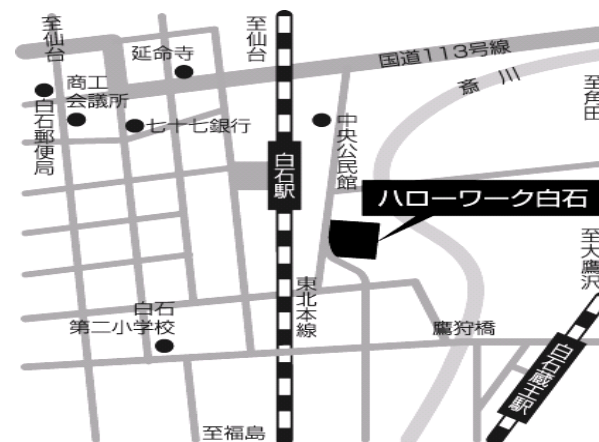 至仙台
至仙台
延命寺
国道113号線
商工
会議所
斎川
至角田
白石郵便局
七十七銀行
中央公民館
白石駅
ハローワーク白石
至大鷹沢
東北本線
白石
第二小学校
鷹狩橋
白石蔵王駅
至福島